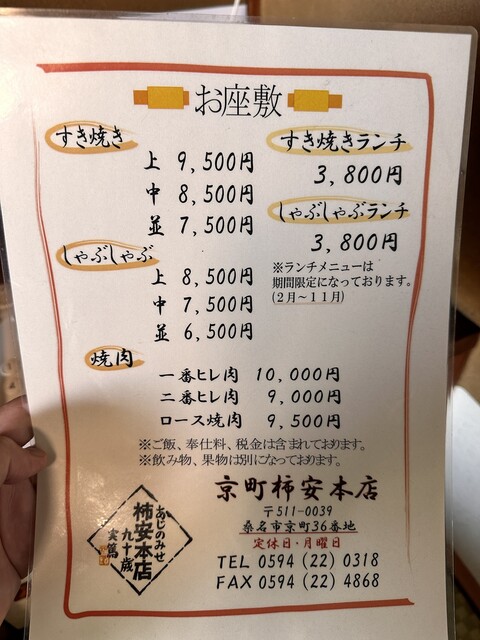 お座敷
すき焼き
上 9,500円
中 8,500円
並 7,500円
しゃぶしゃぶ
上 8,500円
中 7,500円
並 6,500円
すき焼きランチ
3,800円
しゃぶしゃぶランチ
3,800円
※ランチメニューは
期間限定になっております。
(2月～11月)
焼肉
一番ヒレ肉 10,000円
二番ヒレ肉 9,000円
ロース焼肉 9,500円
※ご飯、奉仕料、税金は含まれております。
※飲み物、果物は別になっております。
あじのみせ
柿安本店
九十歳
実篤
京町柿安本店
〒511-0039
桑名市京町36番地
定休日・月曜日
TEL 0594 (22) 0318
FAX 0594 (22) 4868